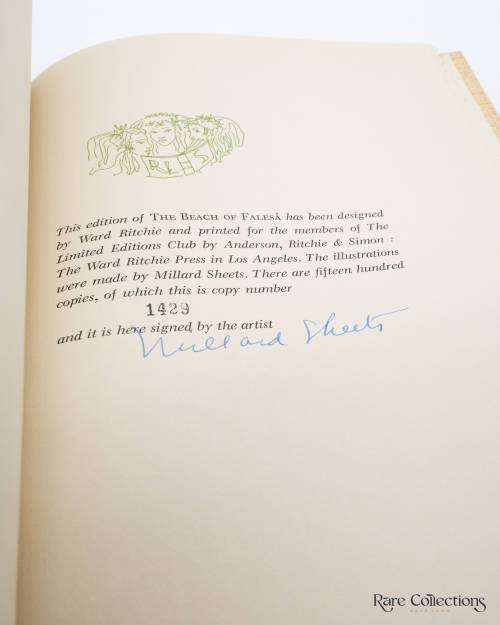 This edition of THE BEACH OF FALESÁ has been designed
by Ward Ritchie and printed for the members of The
Limited Editions Club by Anderson, Ritchie & Simon :
The Ward Ritchie Press in Los Angeles. The illustrations
were made by Millard Sheets. There are fifteen hundred
copies, of which this is copy number
1429
and it is here signed by the artist
Millard Sheets
Rare Collections
CAPE TOWN